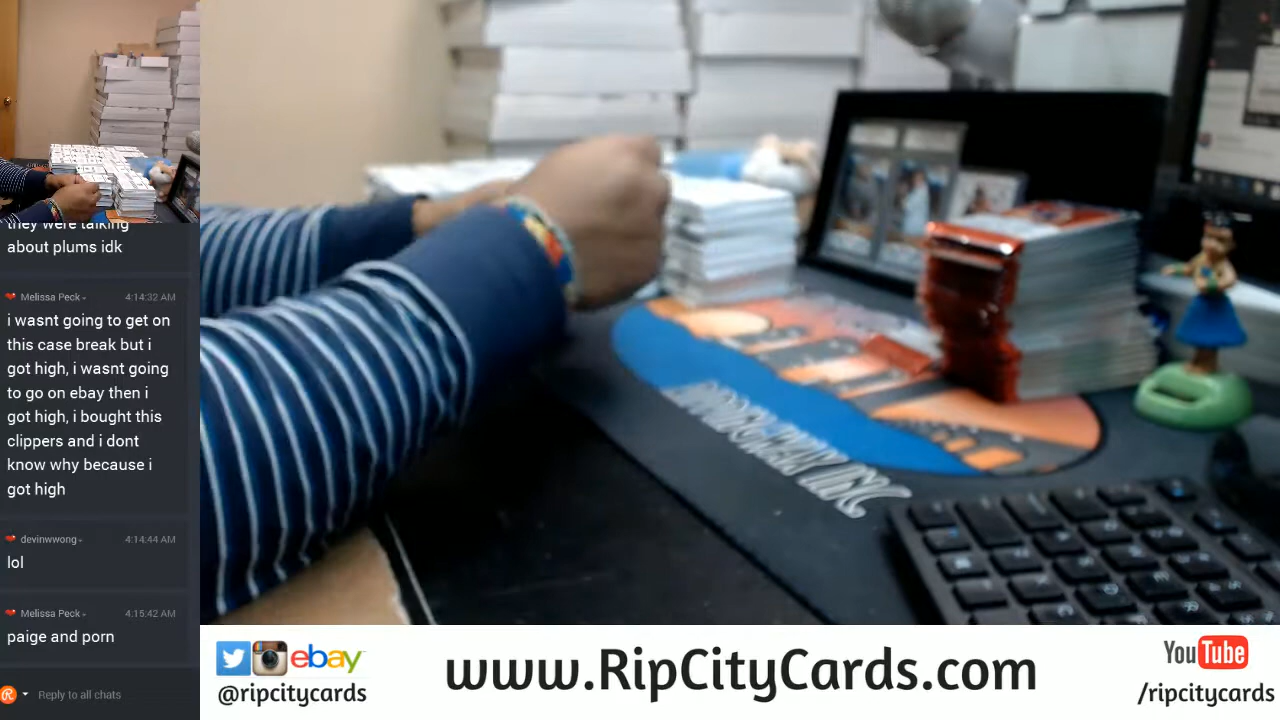 they were talking
about plums idk
Melissa Peck
4:14:32 AM
i wasnt going to get on
this case break but i
got high, i wasnt going
to go on ebay then i
got high, i bought this
clippers and i dont
know why because i
got high
devinwwong
4:14:44 AM
lol
Melissa Peck
4:15:42 AM
paige and porn
Reply to all chats
ebay
@ripcitycards
www.RipCityCards.com
YouTube
/ripcitycards
INC.